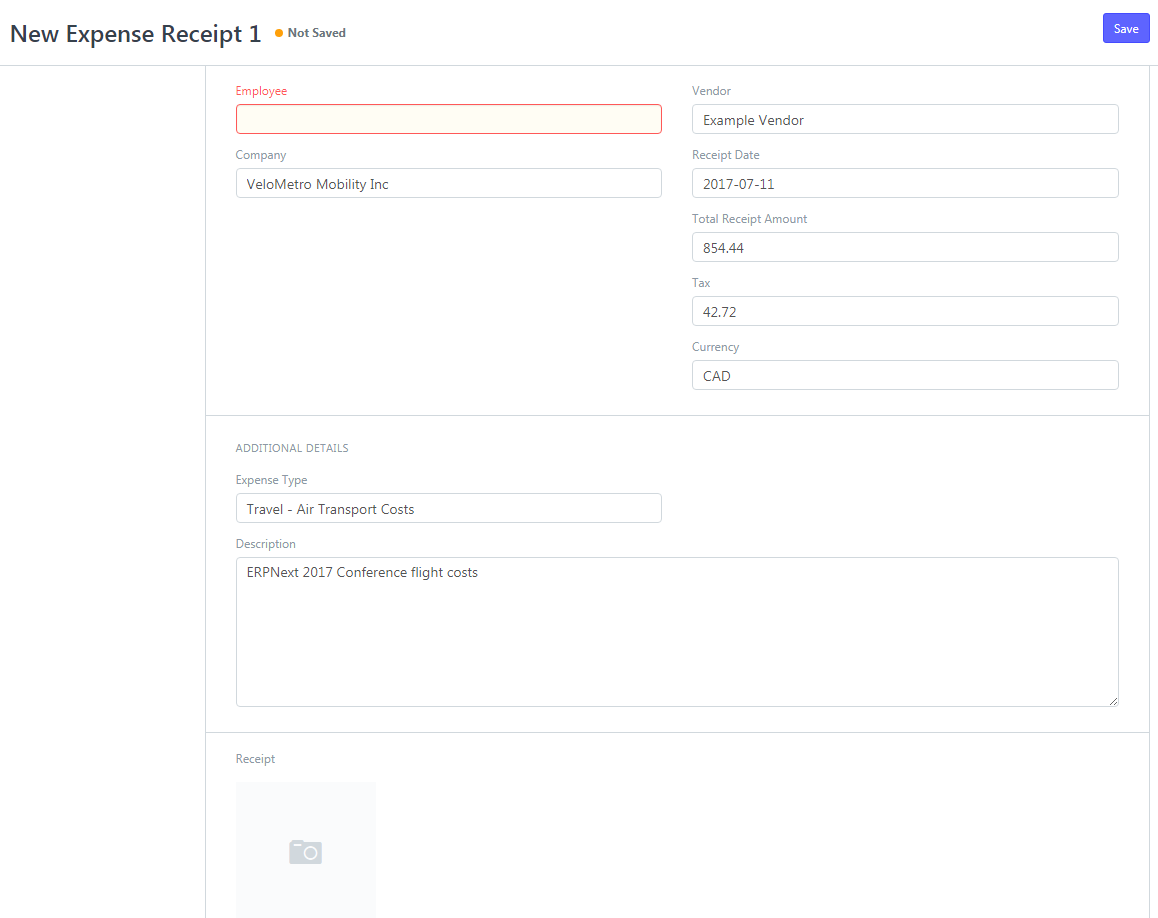 New Expense Receipt 1
Not Saved
Save
Employee
Company
VeloMetro Mobility Inc
Vendor
Example Vendor
Receipt Date
2017-07-11
Total Receipt Amount
854.44
Tax
42.72
Currency
CAD
ADDITIONAL DETAILS
Expense Type
Travel - Air Transport Costs
Description
ERPNext 2017 Conference flight costs
Receipt